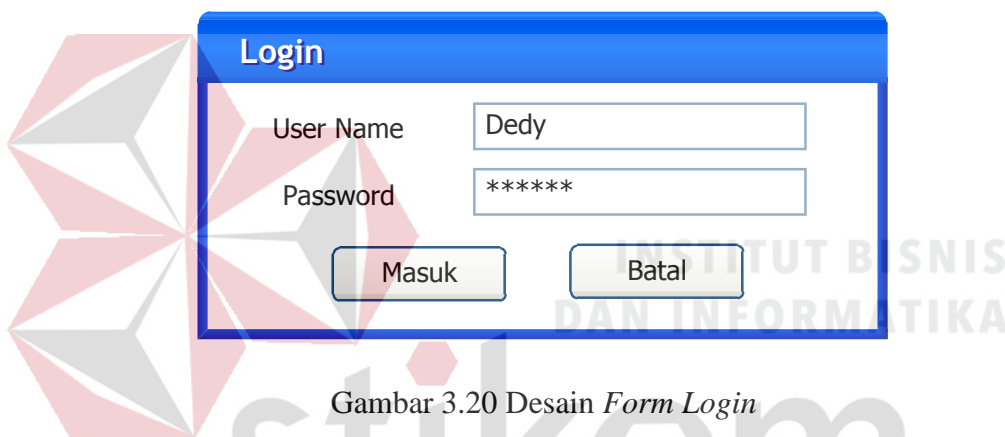 Login
User Name
Dedy
Password
******
Masuk
Batal
INSTITUT BISNIS
DAN INFORMATIKA
Gambar 3.20 Desain Form Login
stikom